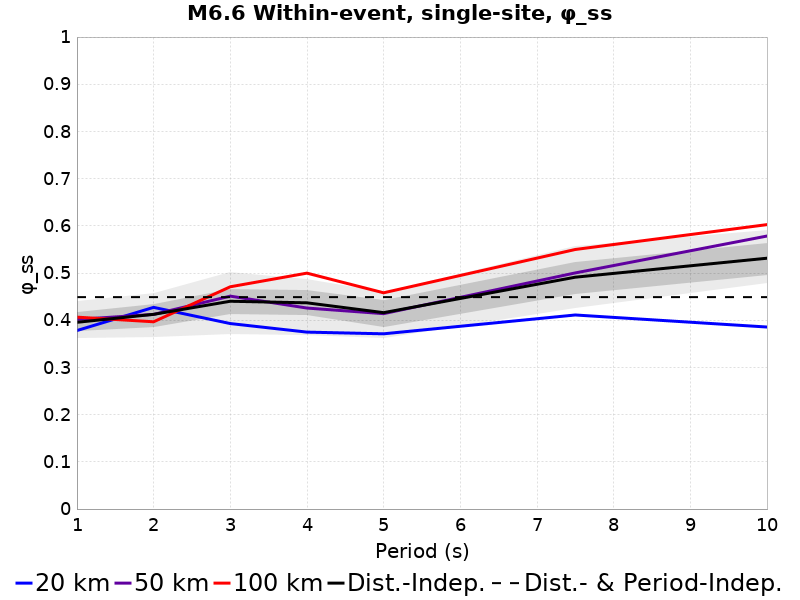 M6.6 Within-event, single-site, φ_ss
1
0.9
0.8
0.7
0.6
0.5
0.4
0.3
0.2
0.1
0
φ_ss
1 2 3 4 5 6 7 8 9 10
Period (s)
20 km 50 km 100 km Dist.-Indep. Dist.- & Period-Indep.